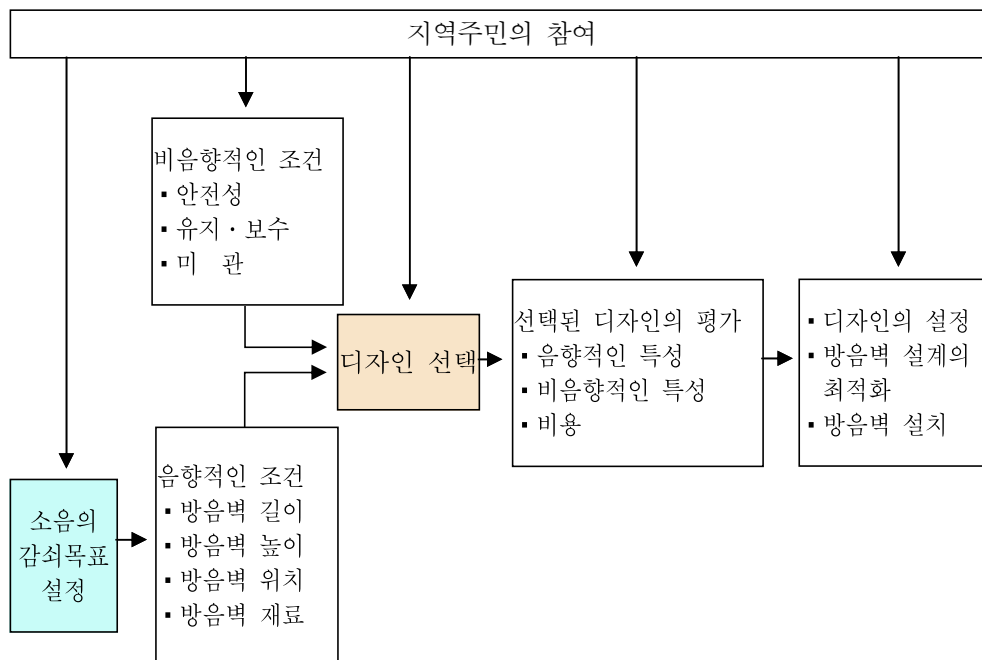 지역주민의 참여
비음향적인 조건
▪ 안전성
▪ 유지·보수
▪ 미 관
디자인 선택
선택된 디자인의 평가
▪ 음향적인 특성
▪ 비음향적인 특성
▪ 비용
▪ 디자인의 설정
▪ 방음벽 설계의
최적화
▪ 방음벽 설치
소음의
감쇠목표
설정
음향적인 조건
▪ 방음벽 길이
▪ 방음벽 높이
▪ 방음벽 위치
▪ 방음벽 재료